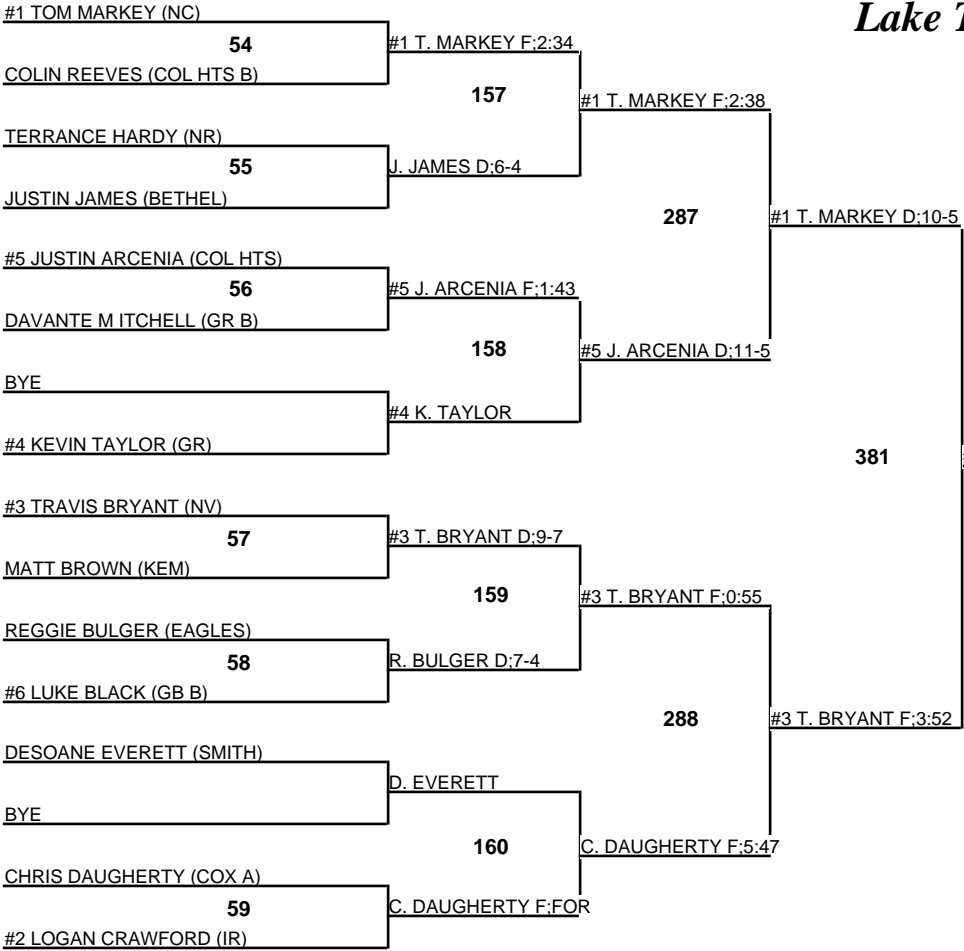 Lake
#1 TOM MARKEY (NC)
54
COLIN REEVES (COL HTS B)
#1 T. MARKEY F;2:34
157
TERRANCE HARDY (NR)
55
JUSTIN JAMES (BETHEL)
J. JAMES D;6-4
#1 T. MARKEY F;2:38
287
#5 JUSTIN ARCENIA (COL HTS)
56
DAVANTE M ITCHELL (GR B)
#5 J. ARCENIA F;1:43
158
BYE
#4 KEVIN TAYLOR (GR)
#4 K. TAYLOR
#5 J. ARCENIA D;11-5
#1 T. MARKEY D;10-5
381
#3 TRAVIS BRYANT (NV)
57
MATT BROWN (KEM)
#3 T. BRYANT D;9-7
159
REGGIE BULGER (EAGLES)
58
#6 LUKE BLACK (GB B)
R. BULGER D;7-4
#3 T. BRYANT F;0:55
288
DESOANE EVERETT (SMITH)
BYE
D. EVERETT
160
CHRIS DAUGHERTY (COX A)
59
#2 LOGAN CRAWFORD (IR)
C. DAUGHERTY F;FOR
C. DAUGHERTY F;5:47
#3 T. BRYANT F;3:52